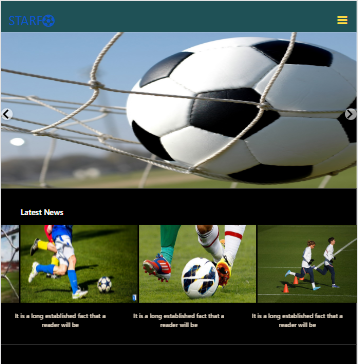 STARFO
Latest News
It is a long established fact that a
reader will be
It is a long established fact that a
reader will be
It is a long established fact that a
reader will be